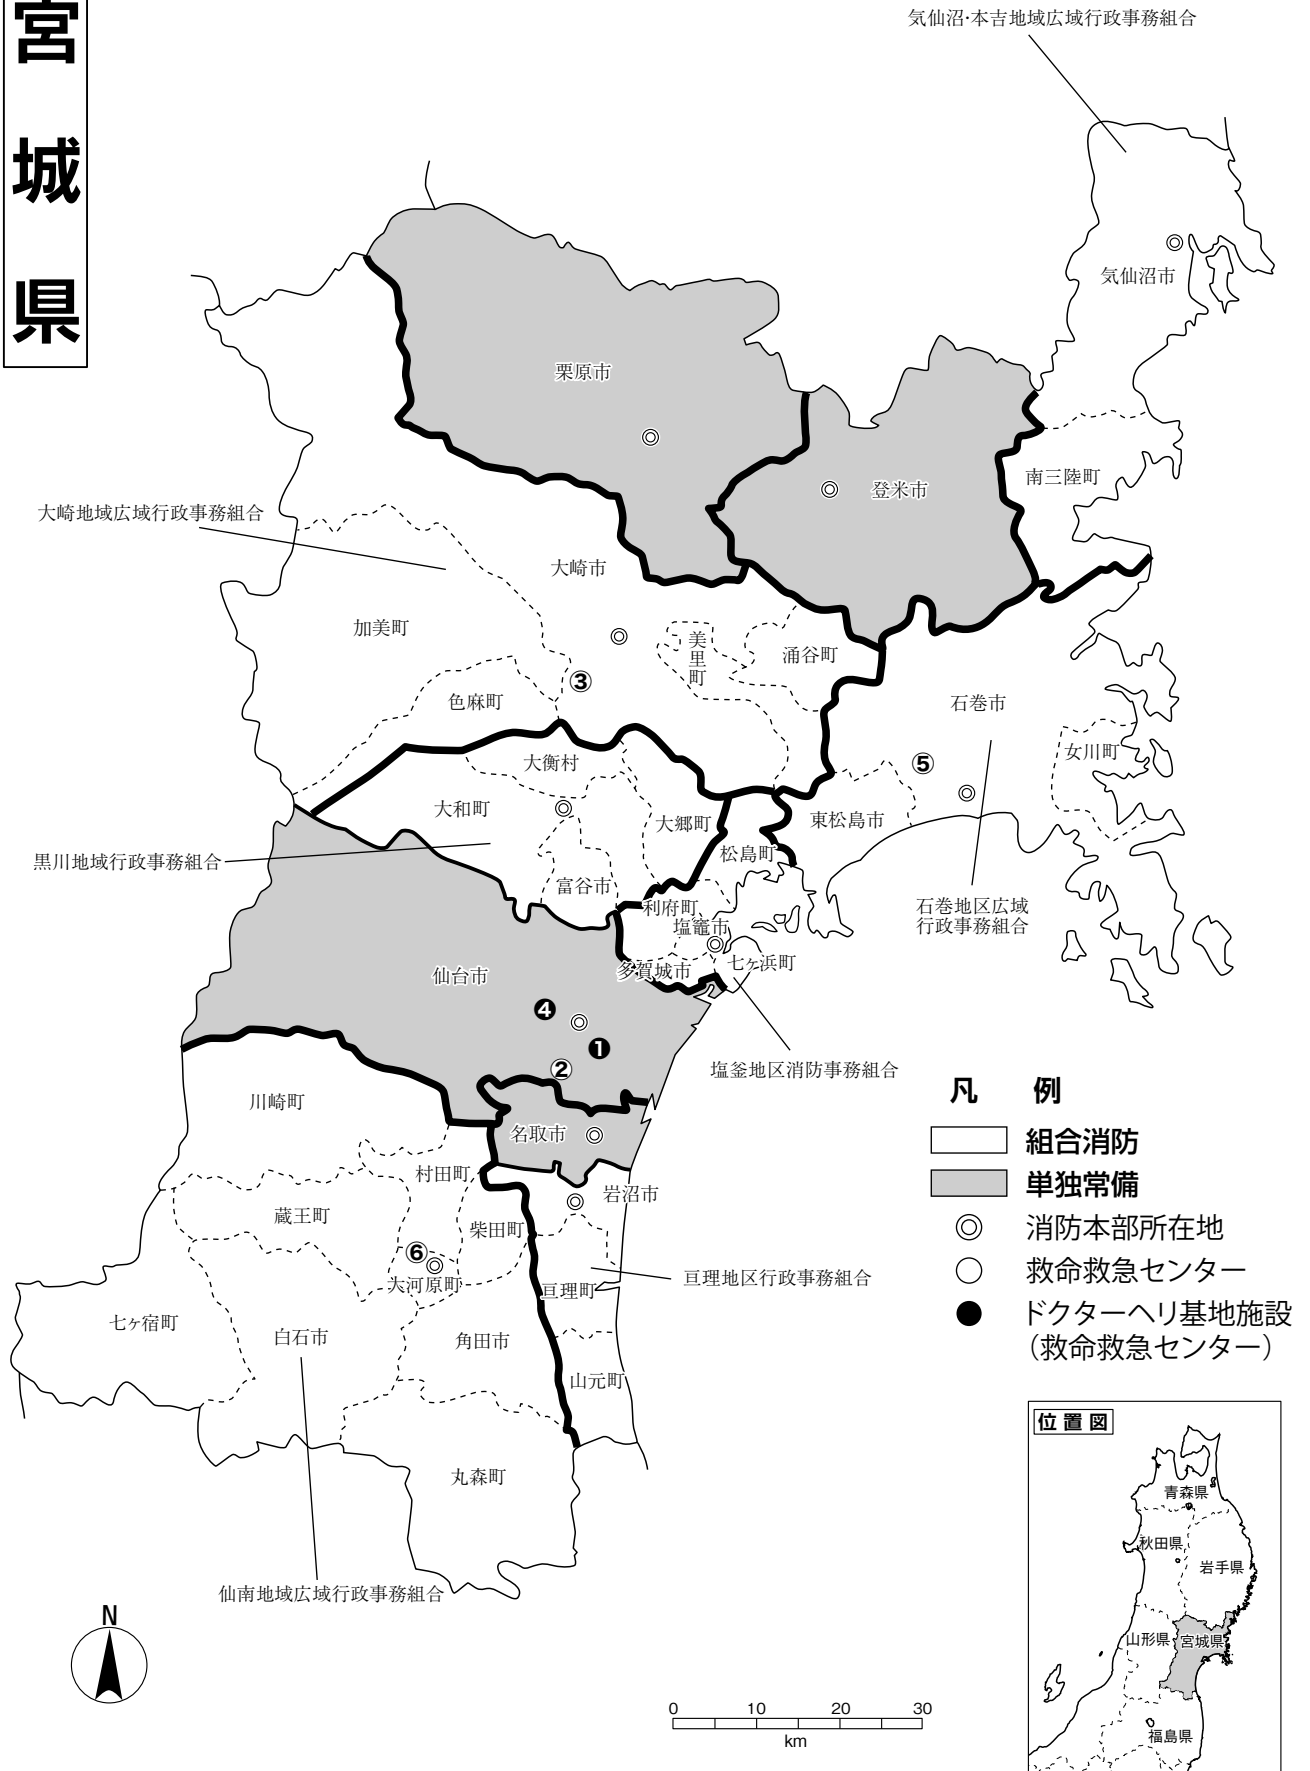 宮城県
気仙沼・本吉地域広域行政事務組合
気仙沼市
栗原市
登米市
南三陸町
大崎地域広域行政事務組合
大崎市
加美町
美里町
涌谷町
③
色麻町
石巻市
女川町
⑤
大衡村
大和町
大郷町
東松島市
松島町
黒川地域行政事務組合
富谷市
利府町
塩竈市
石巻地区広域
行政事務組合
多賀城市
七ヶ浜町
仙台市
❹
❶
②
塩釜地区消防事務組合
川崎町
名取市
村田町
岩沼市
蔵王町
柴田町
⑥
大河原町
亘理地区行政事務組合
亘理町
七ヶ宿町
白石市
角田市
山元町
丸森町
仙南地域広域行政事務組合
凡 例
組合消防
単独常備
消防本部所在地
救命救急センター
ドクターヘリ基地施設
（救命救急センター）
位置図
青森県
秋田県
岩手県
山形県
宮城県
福島県
N
0 10 20 30
km